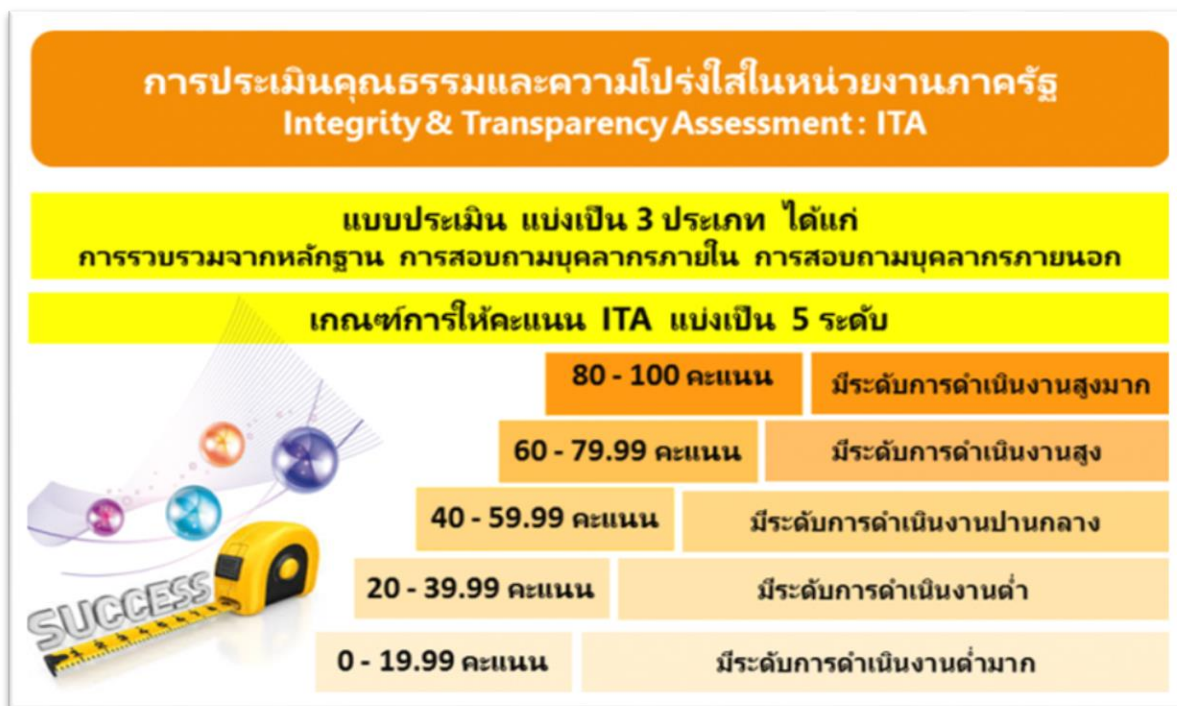 การประเมินคุณธรรมและความโปร่งใสในหน่วยงานภาครัฐ
Integrity & Transparency Assessment : ITA
แบบประเมิน แบ่งเป็น 3 ประเภท ได้แก่
การรวบรวมจากหลักฐาน การสอบถามบุคลากรภายใน การสอบถามบุคลากรภายนอก
เกณฑ์การให้คะแนน ITA แบ่งเป็น 5 ระดับ
80 - 100 คะแนน มีระดับการดำเนินงานสูงมาก
60 - 79.99 คะแนน มีระดับการดำเนินงานสูง
40 - 59.99 คะแนน มีระดับการดำเนินงานปานกลาง
20 - 39.99 คะแนน มีระดับการดำเนินงานต่ำ
0 - 19.99 คะแนน มีระดับการดำเนินงานต่ำมาก
SUCCESS